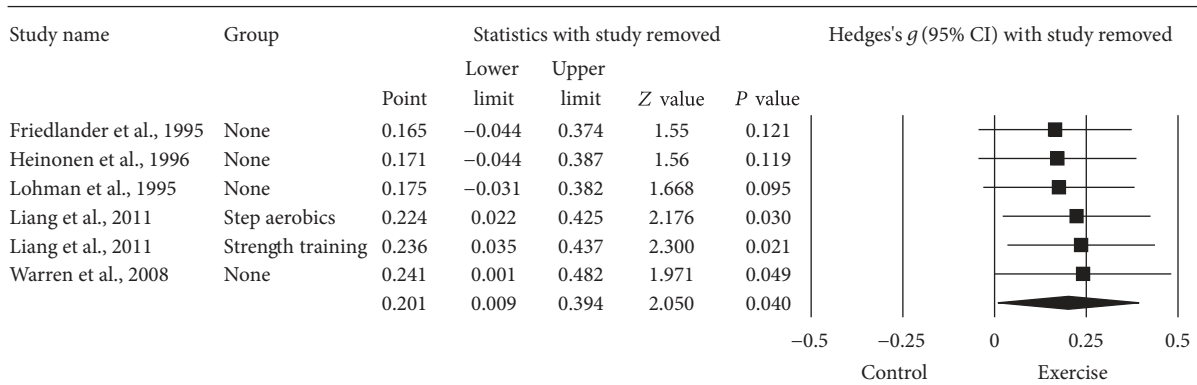 Study name Group Statistics with study removed Hedges's g (95% CI) with study removed
Lower Upper
Point limit limit Z value P value
Friedlander et al., 1995 None 0.165 −0.044 0.374 1.55 0.121
Heinonen et al., 1996 None 0.171 −0.044 0.387 1.56 0.119
Lohman et al., 1995 None 0.175 −0.031 0.382 1.668 0.095
Liang et al., 2011 Step aerobics 0.224 0.022 0.425 2.176 0.030
Liang et al., 2011 Strength training 0.236 0.035 0.437 2.300 0.021
Warren et al., 2008 None 0.241 0.001 0.482 1.971 0.049
0.201 0.009 0.394 2.050 0.040
−0.5 −0.25 0 0.25 0.5
Control Exercise